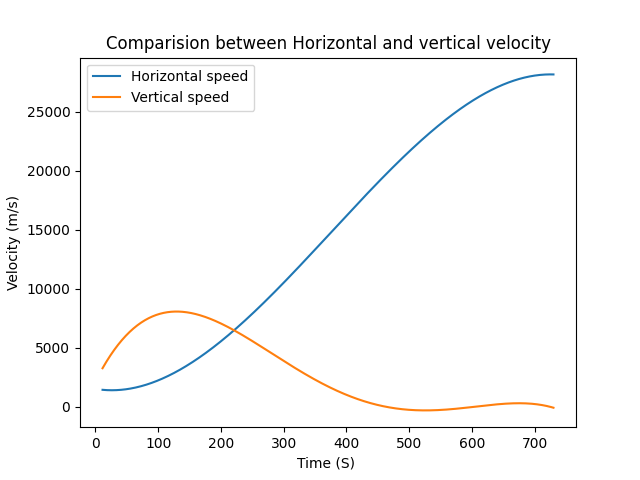 Comparision between Horizontal and vertical velocity
Horizontal speed
Vertical speed
25000
20000
15000
10000
5000
0
Velocity (m/s)
0 100 200 300 400 500 600 700
Time (S)